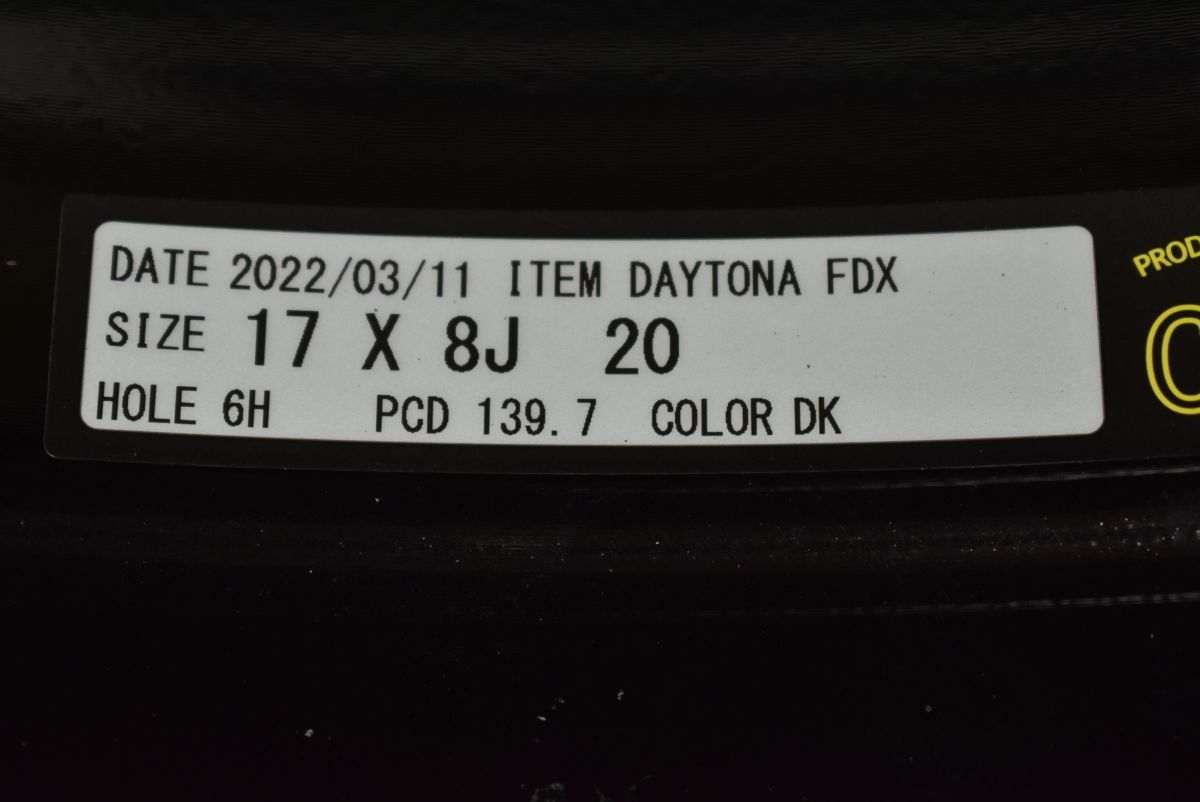 DATE 2022/03/11 ITEM DAYTONA FDX
SIZE 17 X 8J 20
HOLE 6H PCD 139.7 COLOR DK